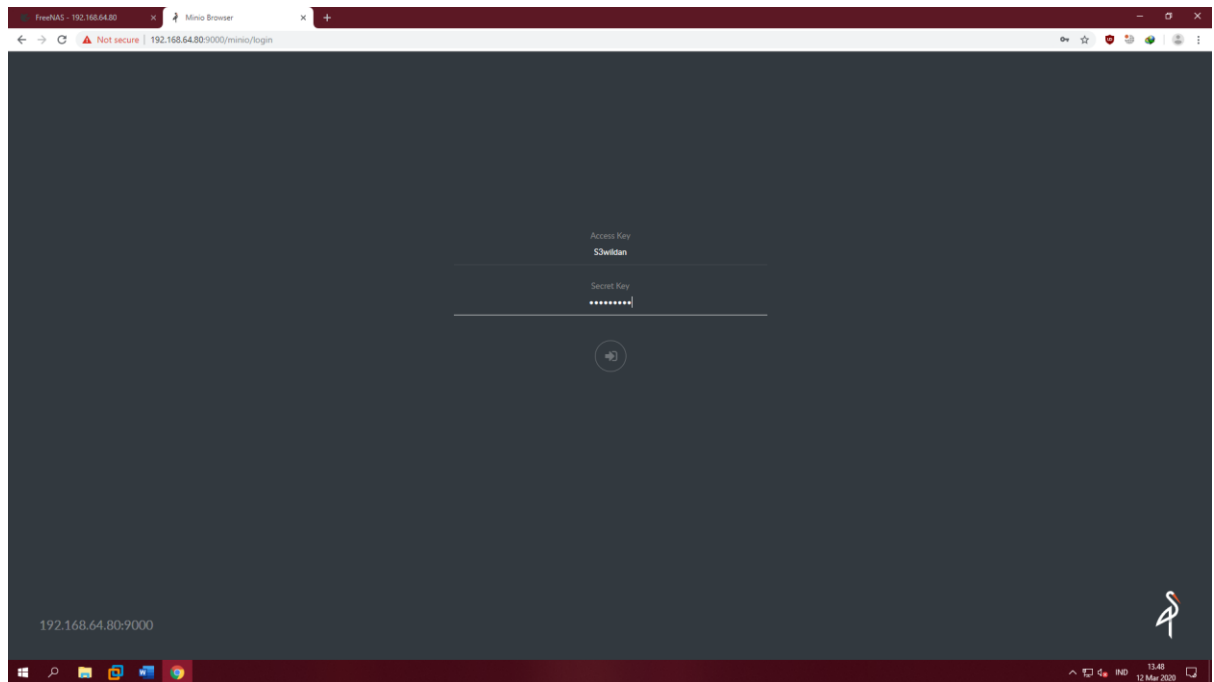 FreeNAS - 192.168.64.80
Minio Browser
Not secure | 192.168.64.80:9000/minio/login
Access Key
S3wildan
Secret Key
•••••••••
192.168.64.80:9000
IND
13.48
12 Mar 2020